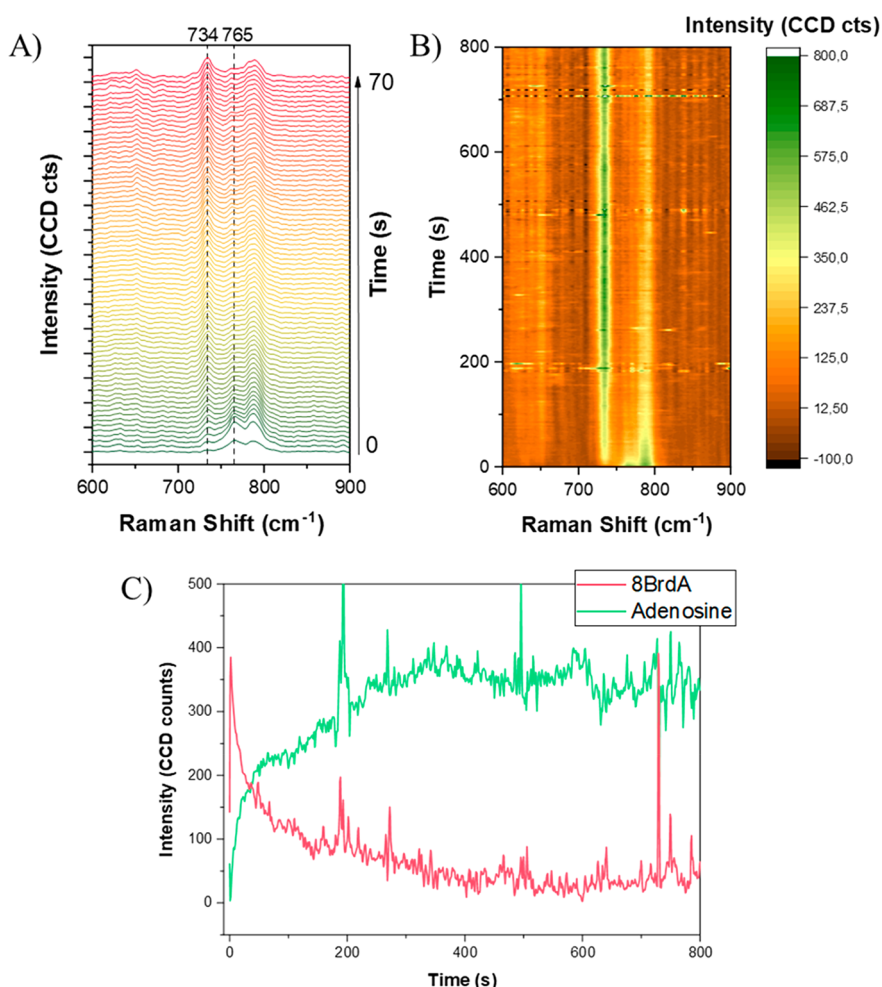 A)
734 765
70
0
Time (s)
Intensity (CCD cts)
600 700 800 900
Raman Shift (cm⁻¹)
B)
Intensity (CCD cts)
800
600
400
200
0
Time (s)
600 700 800 900
Raman Shift (cm⁻¹)
800,0
687,5
575,0
462,5
350,0
237,5
125,0
12,50
-100,0
C)
8BrdA
Adenosine
500
400
300
200
100
0
Intensity (CCD counts)
0 200 400 600 800
Time (s)